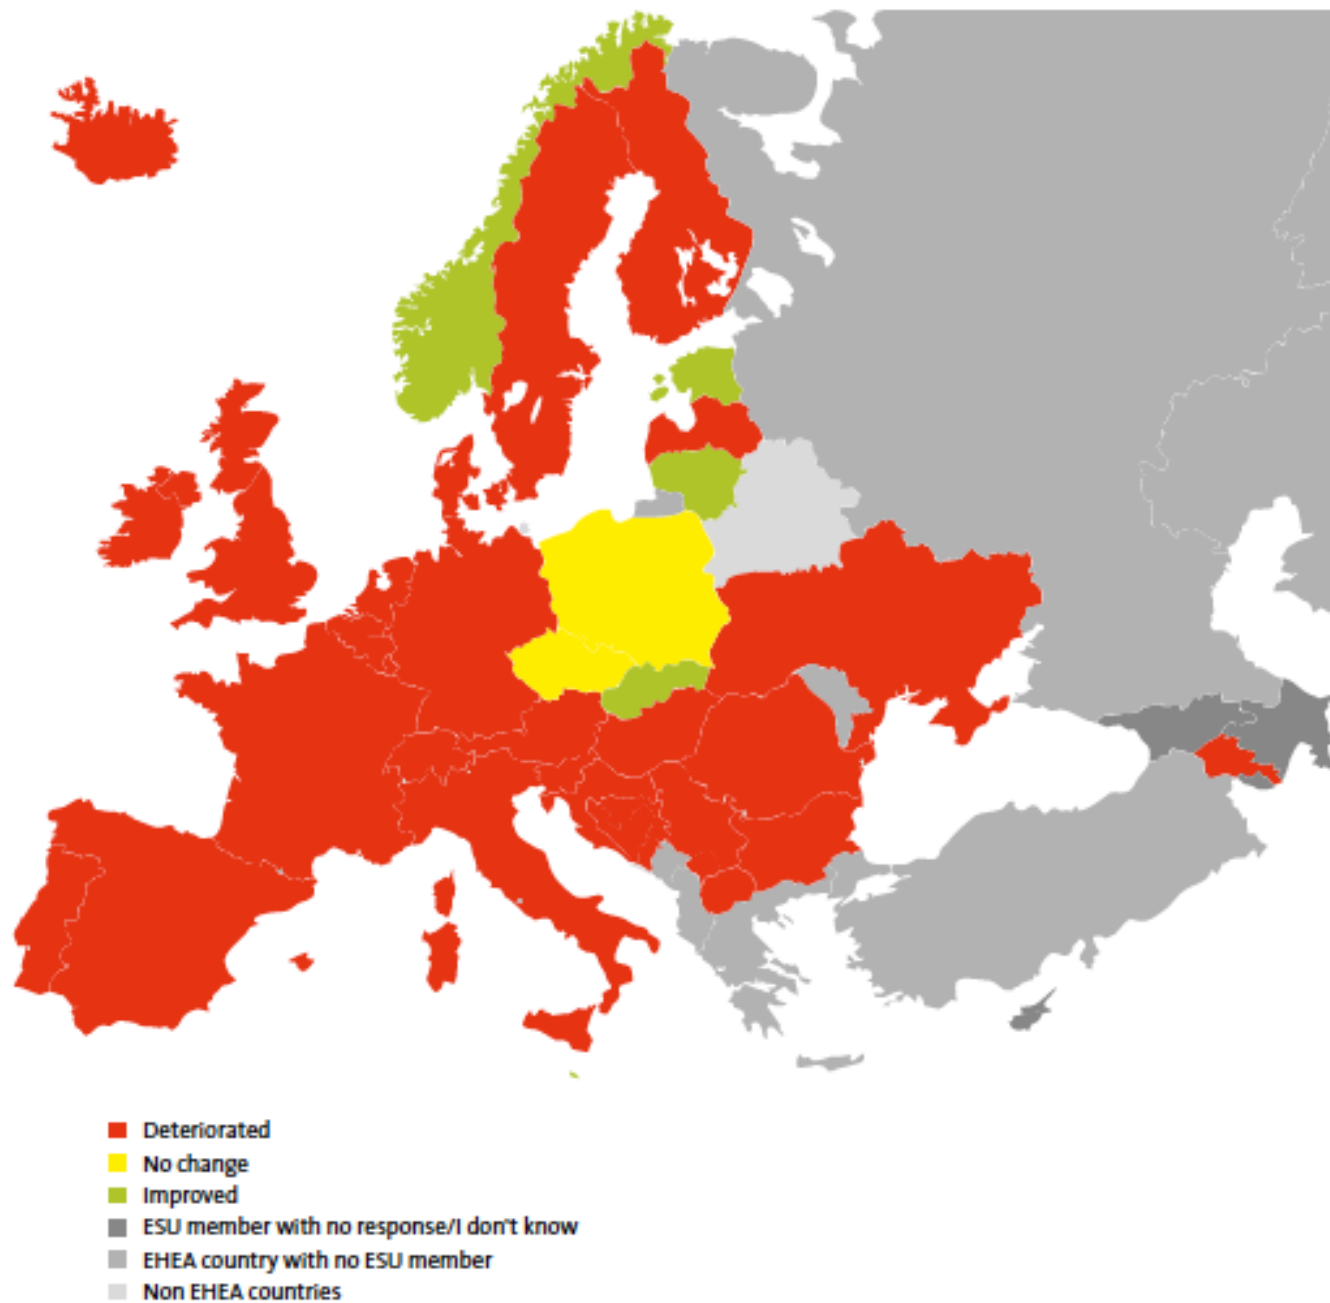 Deteriorated
No change
Improved
ESU member with no response/I don't know
EHEA country with no ESU member
Non EHEA countries